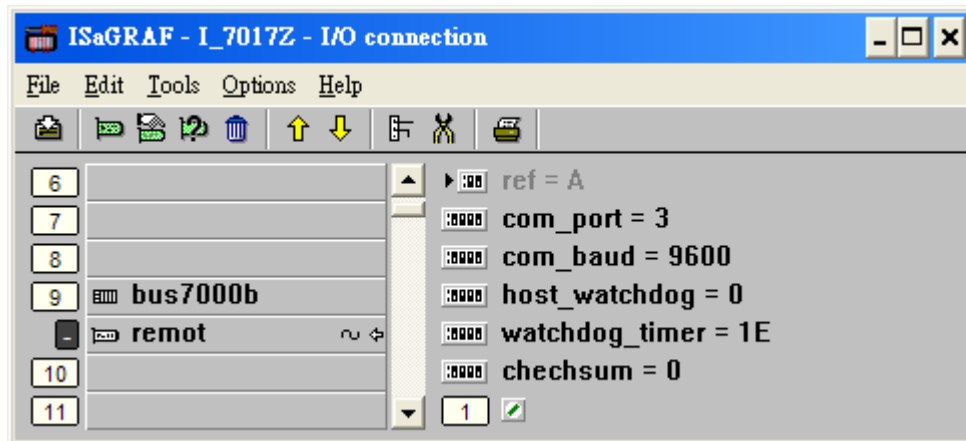 ISaGRAF - I_7017Z - I/O connection
File Edit Tools Options Help
6
7
8
9 bus7000b
remot
10
11
ref = A
com_port = 3
com_baud = 9600
host_watchdog = 0
watchdog_timer = 1E
chechsum = 0
1